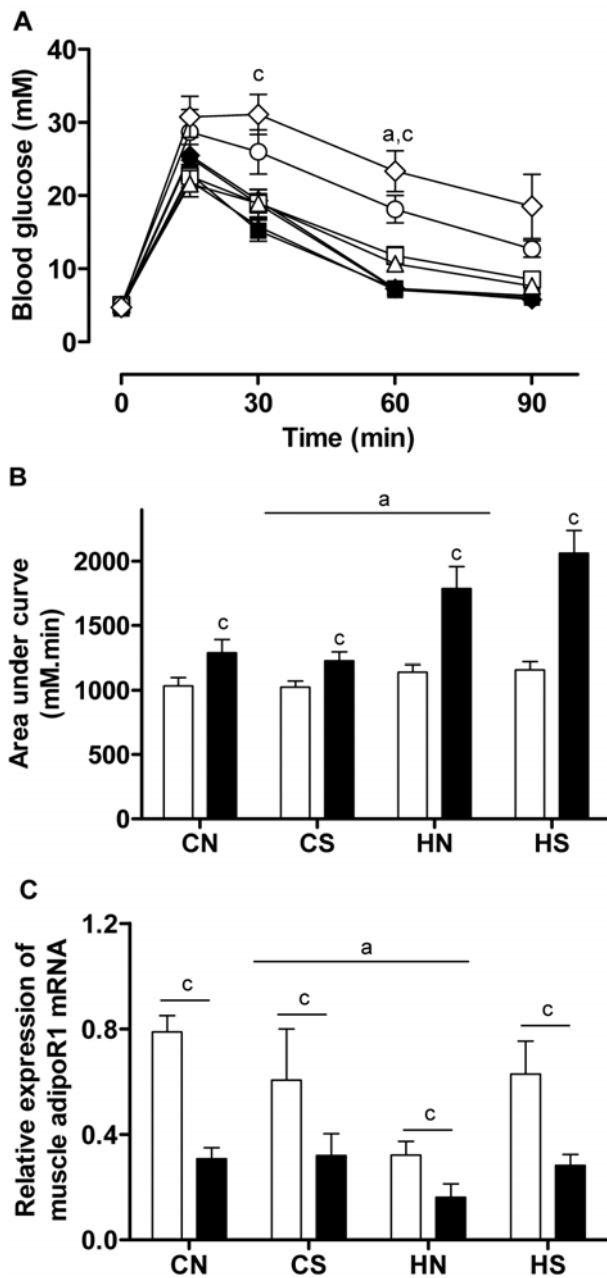 A
Blood glucose (mM)
40
30
20
10
0
c
a,c
0 30 60 90
Time (min)
B
Area under curve
(mM.min)
2000
1500
1000
500
0
a
c
c
c
c
CN CS HN HS
C
Relative expression of
muscle adipoR1 mRNA
1.2
0.8
0.4
0.0
a
c
c
c
c
CN CS HN HS